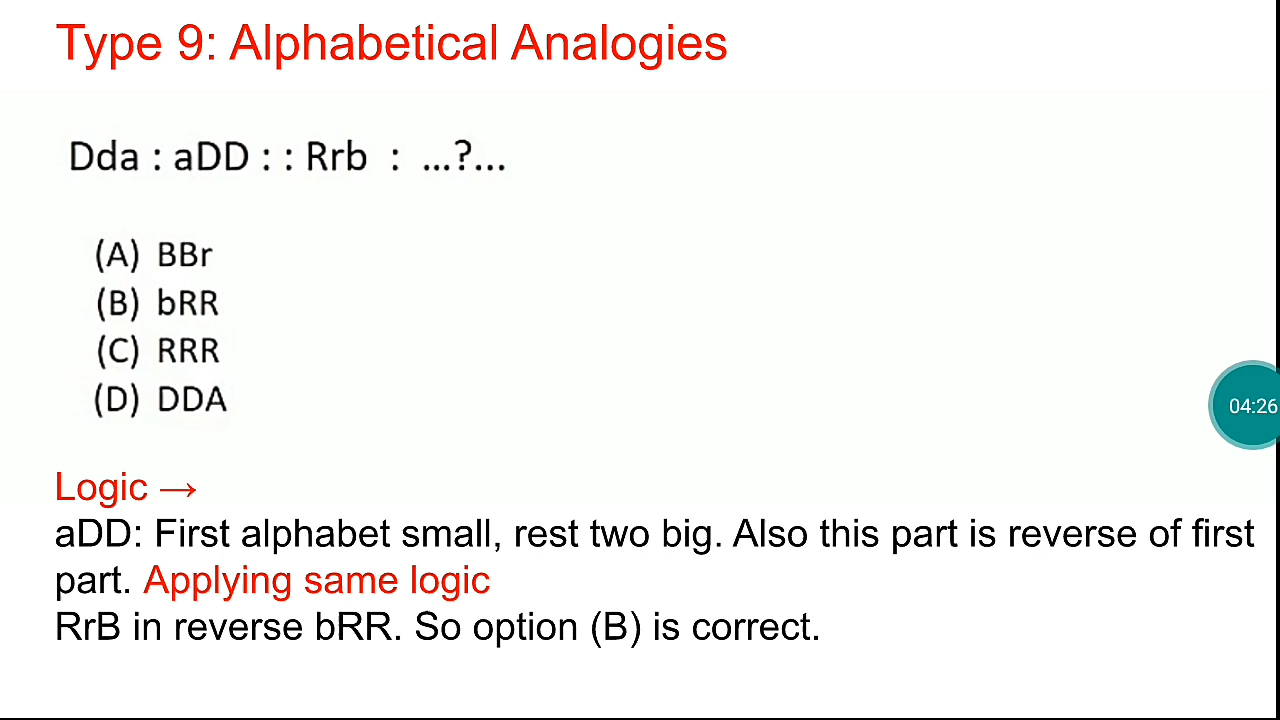 Type 9: Alphabetical Analogies
Dda : aDD : : Rrb : ...?...
(A) BBr
(B) bRR
(C) RRR
(D) DDA
04:26
Logic →
aDD: First alphabet small, rest two big. Also this part is reverse of first
part. Applying same logic
RrB in reverse bRR. So option (B) is correct.